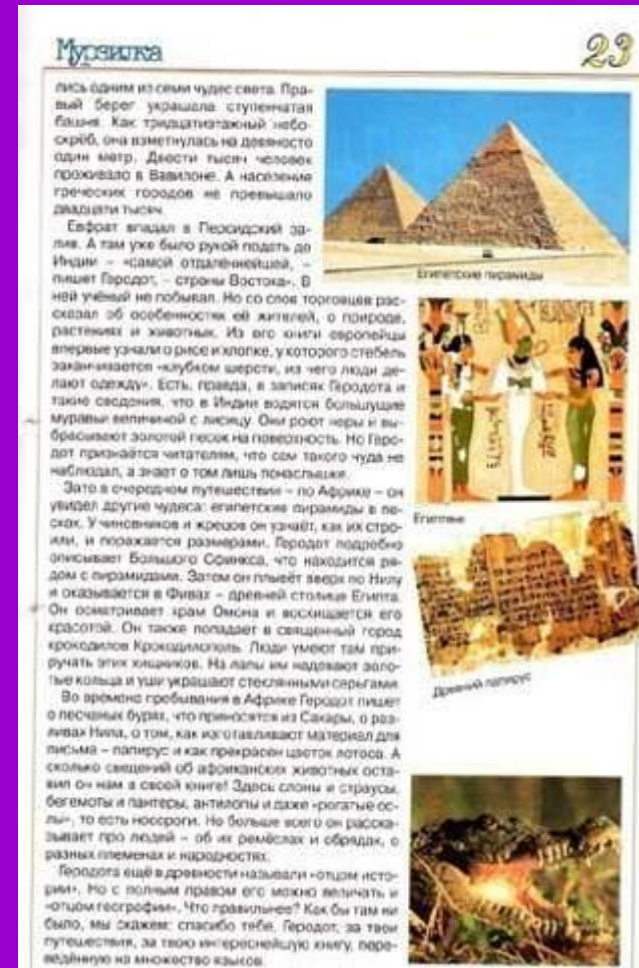 Мурзилка
23
лись одним из семи чудес света. Пра-
вый берег украшала ступенчатая
башня. Как тридцатиэтажный небо-
скрёб, она взметнулась на девяносто
один метр. Двести тысяч человек
проживало в Вавилоне. А население
греческих городов не превышало
двадцати тысяч.
Евфрат впадал в Персидский за-
лив. А там уже было рукой подать до
Индии – «самой отдалённейшей, –
пишет Геродот, – страны Востока». В
ней учёный не побывал. Но со слов торговцев рас-
сказал об особенностях её жителей, о природе,
растениях и животных. Из его книги европейцы
впервые узнали о рисе и хлопке, у которого стебель
заканчивается «клубком шерсти, из чего люди де-
лают одежду». Есть, правда, в записях Геродота и
такие сведения, что в Индии водятся большущие
муравьи величиной с лисицу. Они роют норы и вы-
брасывают золотой песок на поверхность. Но Геро-
дот признаётся читателям, что сам такого чуда не
наблюдал, а знает о том лишь понаслышке.
Зато в очередном путешествии – по Африке – он
увидел другие чудеса: египетские пирамиды в пе-
сках. У чиновников и жрецов он узнаёт, как их стро-
или, и поражается размерами. Геродот подробно
описывает Большого Сфинкса, что находится ря-
дом с пирамидами. Затем он плывёт вверх по Нилу
и оказывается в Фивах – древней столице Египта.
Он осматривает храм Омона и восхищается его
красотой. Он также попадает в священный город
крокодилов Крокодилополь. Люди умеют там при-
ручать этих хищников. На лапы им надевают золо-
тые кольца и уши украшают стеклянными серьгами.
Во времена пребывания в Африке Геродот пишет
о песчаных бурях, что приносятся из Сахары, о раз-
ливах Нила, о том, как изготавливают материал для
письма – папирус и как прекрасен цветок лотоса. А
сколько сведений об африканских животных оста-
вил он нам в своей книге! Здесь слоны и страусы,
бегемоты и пантеры, антилопы и даже «рогатые ос-
лы», то есть носороги. Но больше всего он расска-
зывает про людей – об их ремёслах и обрядах, о
разных племенах и народностях.
Геродота ещё в древности называли «отцом исто-
рии». Но с полным правом его можно величать и
«отцом географии». Что правильнее? Как бы там ни
было, мы скажем: спасибо тебе, Геродот, за твои
путешествия, за твою интереснейшую книгу, пере-
ведённую на множество языков.
Египетские пирамиды
Египтяне
Древний папирус